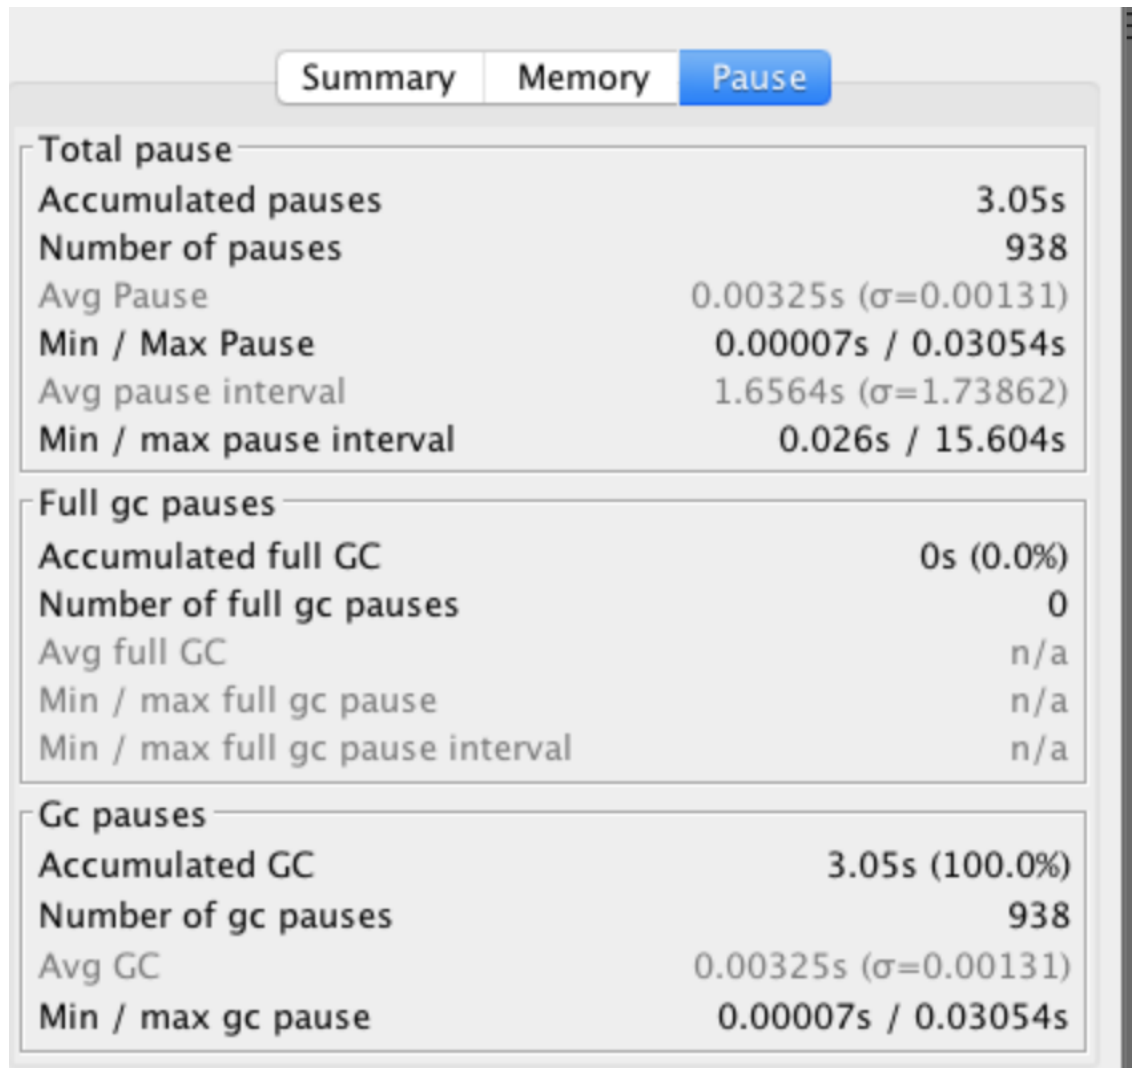 Summary Memory Pause
Total pause
Accumulated pauses 3.05s
Number of pauses 938
Avg Pause 0.00325s (σ=0.00131)
Min / Max Pause 0.00007s / 0.03054s
Avg pause interval 1.6564s (σ=1.73862)
Min / max pause interval 0.026s / 15.604s
Full gc pauses
Accumulated full GC 0s (0.0%)
Number of full gc pauses 0
Avg full GC n/a
Min / max full gc pause n/a
Min / max full gc pause interval n/a
Gc pauses
Accumulated GC 3.05s (100.0%)
Number of gc pauses 938
Avg GC 0.00325s (σ=0.00131)
Min / max gc pause 0.00007s / 0.03054s